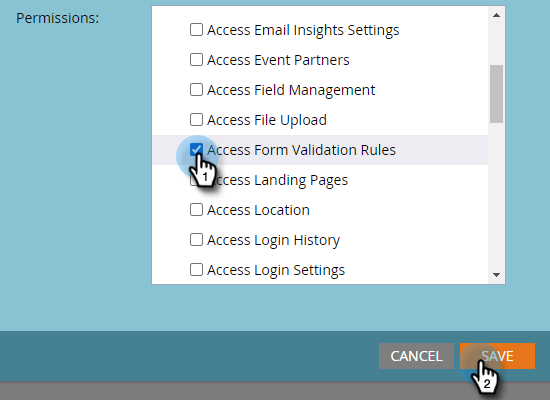 Permissions:
Access Email Insights Settings
Access Event Partners
Access Field Management
Access File Upload
Access Form Validation Rules
1
Access Landing Pages
Access Location
Access Login History
Access Login Settings
CANCEL
SAVE
2